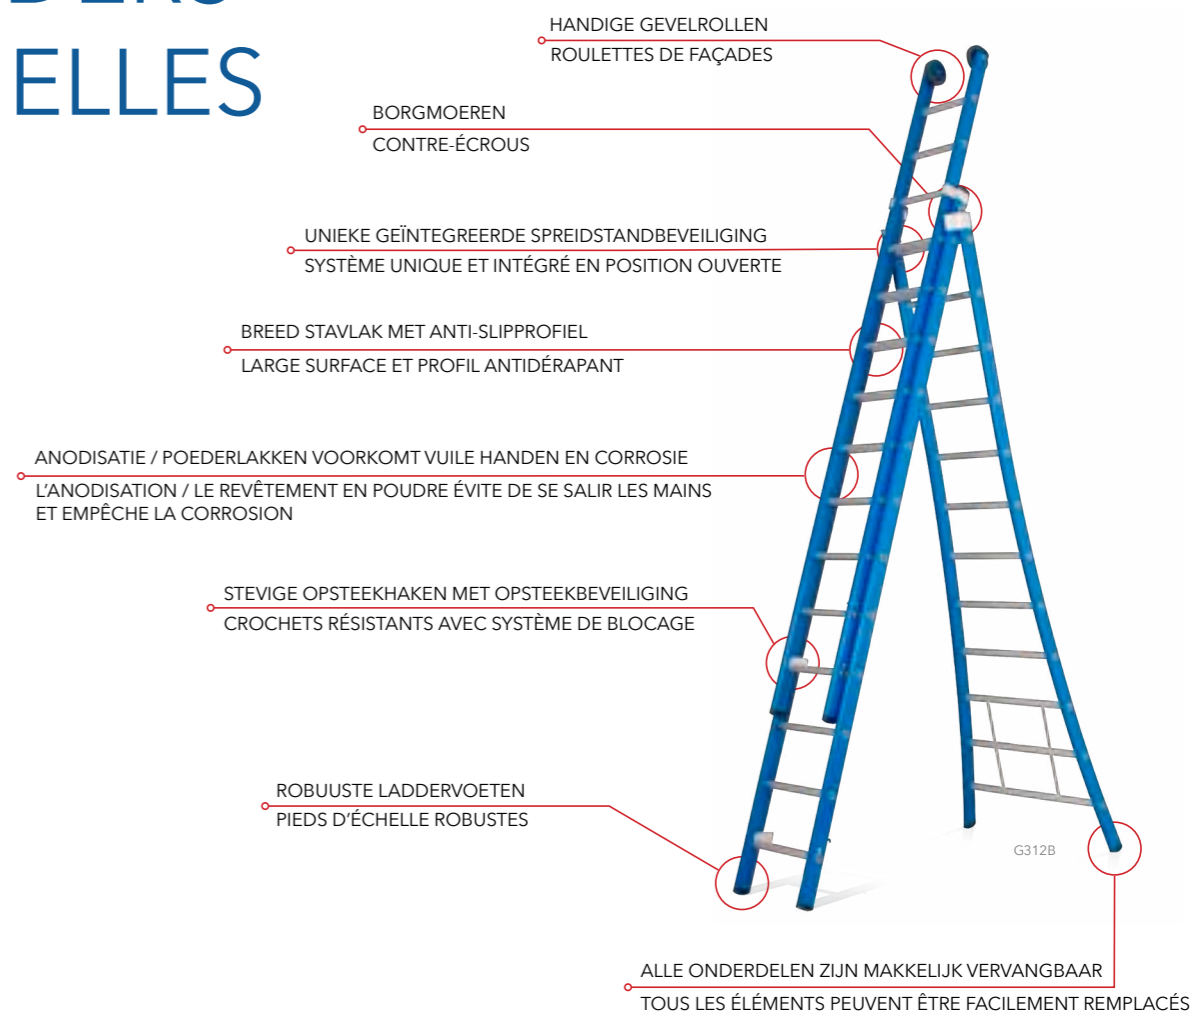 ELLES
HANDIGE GEVELROLLEN
ROULETTES DE FAÇADES
BORGMOEREN
CONTRE-ÉCROUS
UNIEKE GEÏNTEGREERDE SPREIDSTANDBEVEILIGING
SYSTÈME UNIQUE ET INTÉGRÉ EN POSITION OUVERTE
BREED STAVLAK MET ANTI-SLIPPROFIEL
LARGE SURFACE ET PROFIL ANTIDÉRAPANT
ANODISATIE / POEDERLAKKEN VOORKOMT VUILE HANDEN EN CORROSIE
L’ANODISATION / LE REVÊTEMENT EN POUDRE ÉVITE DE SE SALIR LES MAINS
ET EMPÊCHE LA CORROSION
STEVIGE OPSTEEKHAKEN MET OPSTEEKBEVEILIGING
CROCHETS RÉSISTANTS AVEC SYSTÈME DE BLOCAGE
ROBUUSTE LADDERVOETEN
PIEDS D’ÉCHELLE ROBUSTES
G312B
ALLE ONDERDELEN ZIJN MAKKELIJK VERVANGBAAR
TOUS LES ÉLÉMENTS PEUVENT ÊTRE FACILEMENT REMPLACÉS